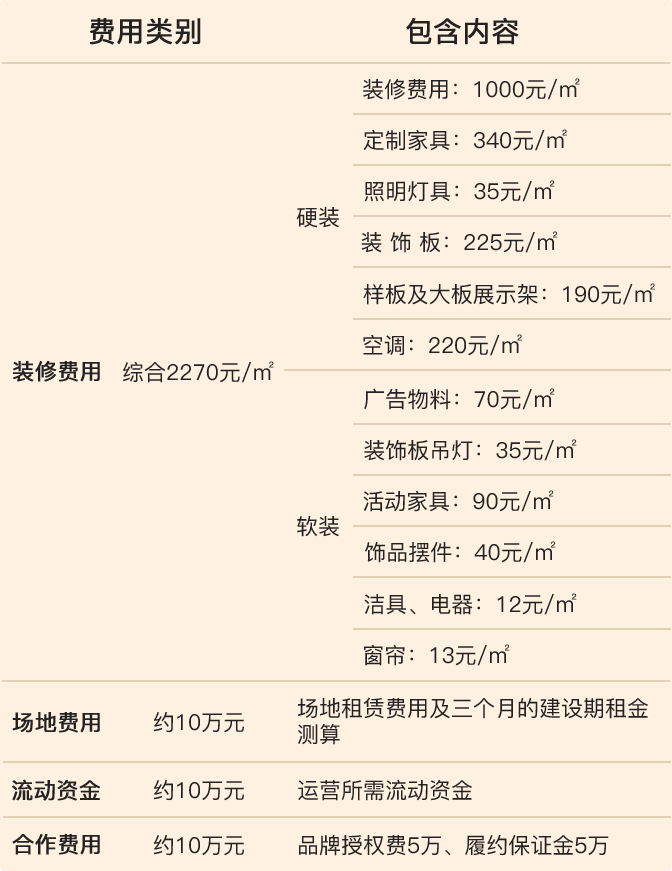 费用类别 包含内容
装修费用：1000元/㎡
定制家具：340元/㎡
照明灯具：35元/㎡
硬装
装 饰 板：225元/㎡
样板及大板展示架：190元/㎡
空调：220元/㎡
装修费用 综合2270元/㎡
广告物料：70元/㎡
装饰板吊灯：35元/㎡
活动家具：90元/㎡
软装
饰品摆件：40元/㎡
洁具、电器：12元/㎡
窗帘：13元/㎡
场地费用 约10万元 场地租赁费用及三个月的建设期租金
测算
流动资金 约10万元 运营所需流动资金
合作费用 约10万元 品牌授权费5万、履约保证金5万